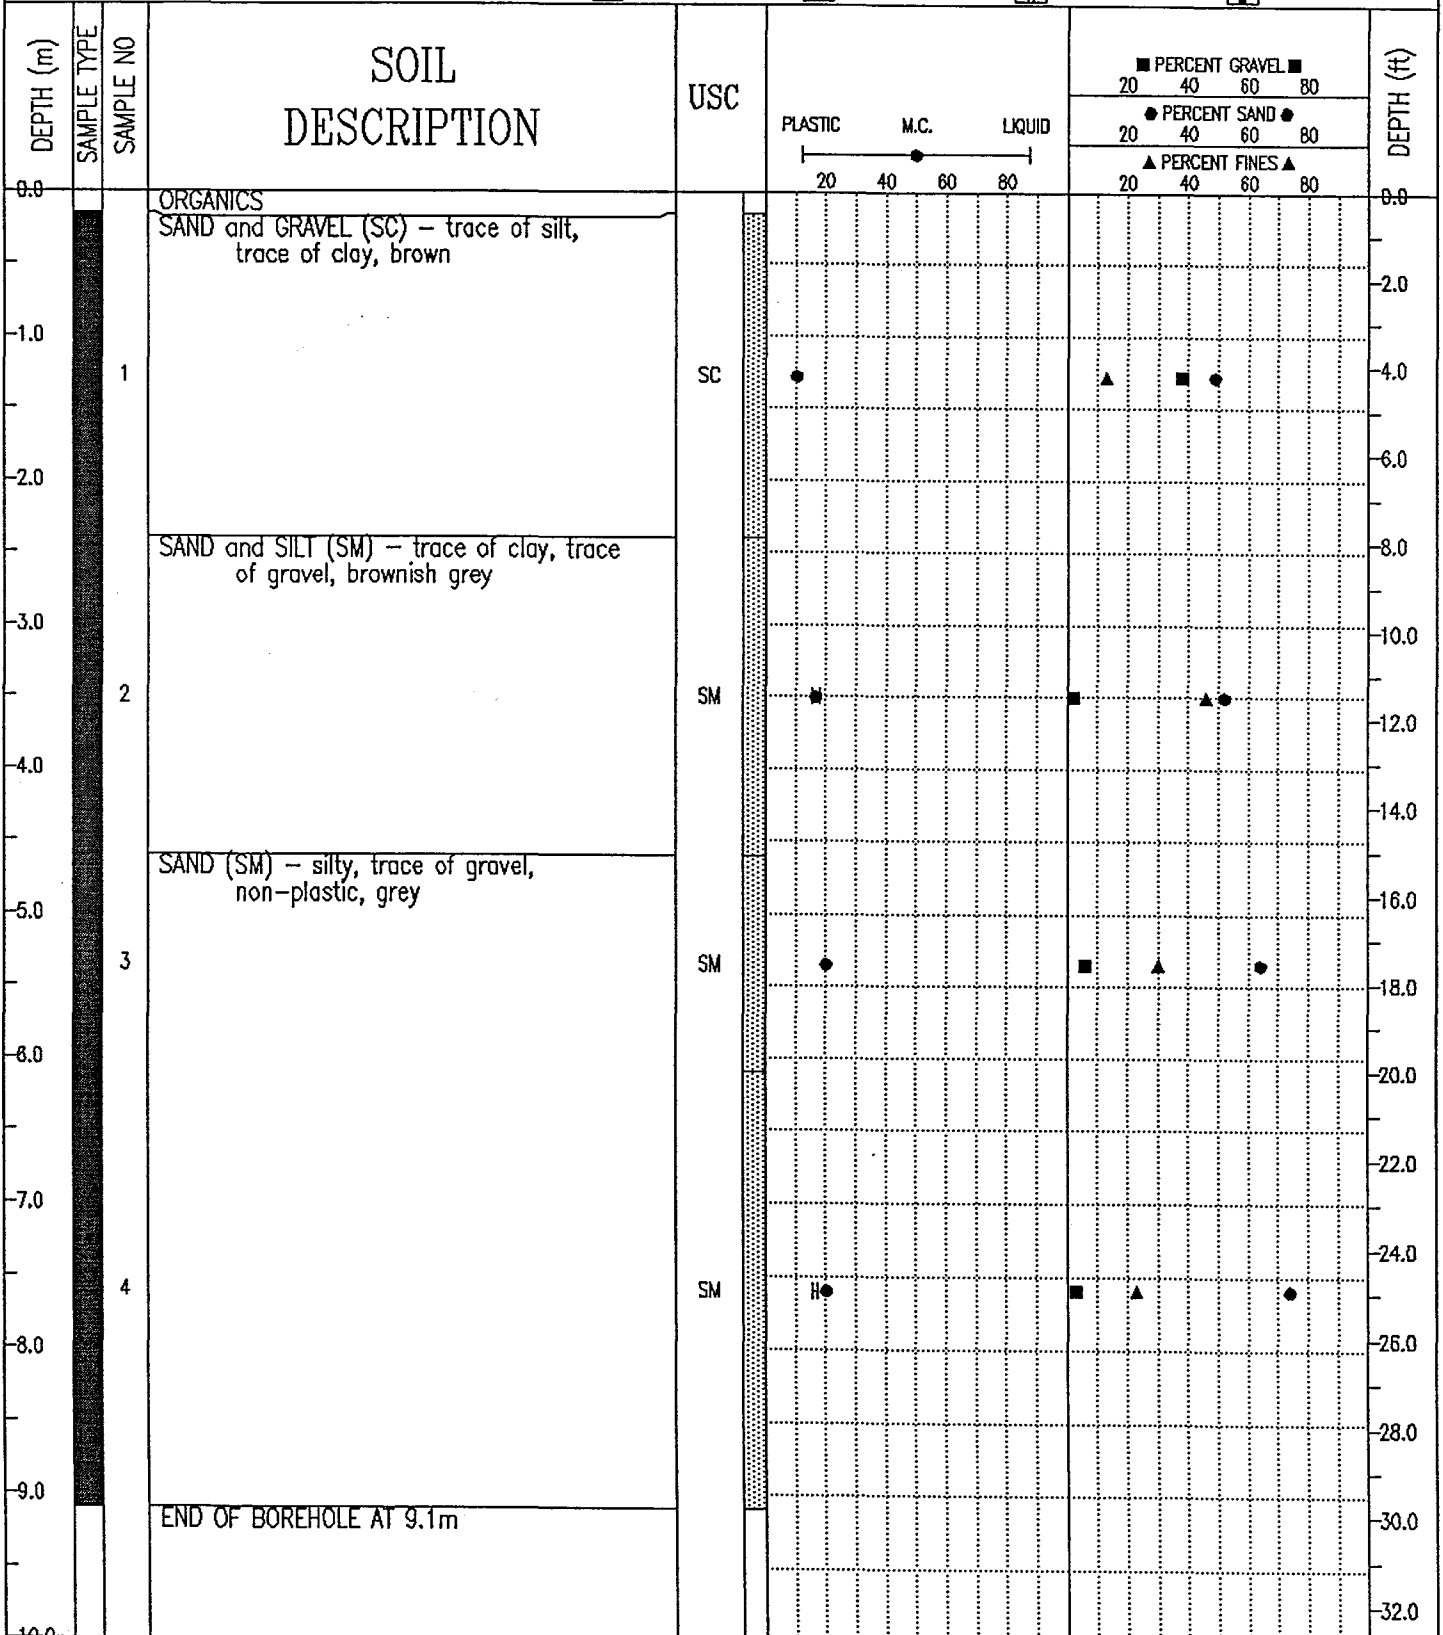 DEPTH (m)
SAMPLE TYPE
SAMPLE NO
SOIL
DESCRIPTION
USC
PLASTIC M.C. LIQUID
20 40 60 80
■ PERCENT GRAVEL ■
20 40 60 80
● PERCENT SAND ●
20 40 60 80
▲ PERCENT FINES ▲
20 40 60 80
DEPTH (ft)
0.0
ORGANICS
0.0
SAND and GRAVEL (SC) – trace of silt,
trace of clay, brown
2.0
1.0
1
SC
4.0
2.0
6.0
SAND and SILT (SM) – trace of clay, trace
of gravel, brownish grey
8.0
3.0
10.0
2
SM
12.0
4.0
14.0
SAND (SM) – silty, trace of gravel,
non-plastic, grey
5.0
16.0
3
SM
18.0
6.0
20.0
22.0
7.0
24.0
4
SM
8.0
26.0
28.0
9.0
END OF BOREHOLE AT 9.1m
30.0
32.0
10.0